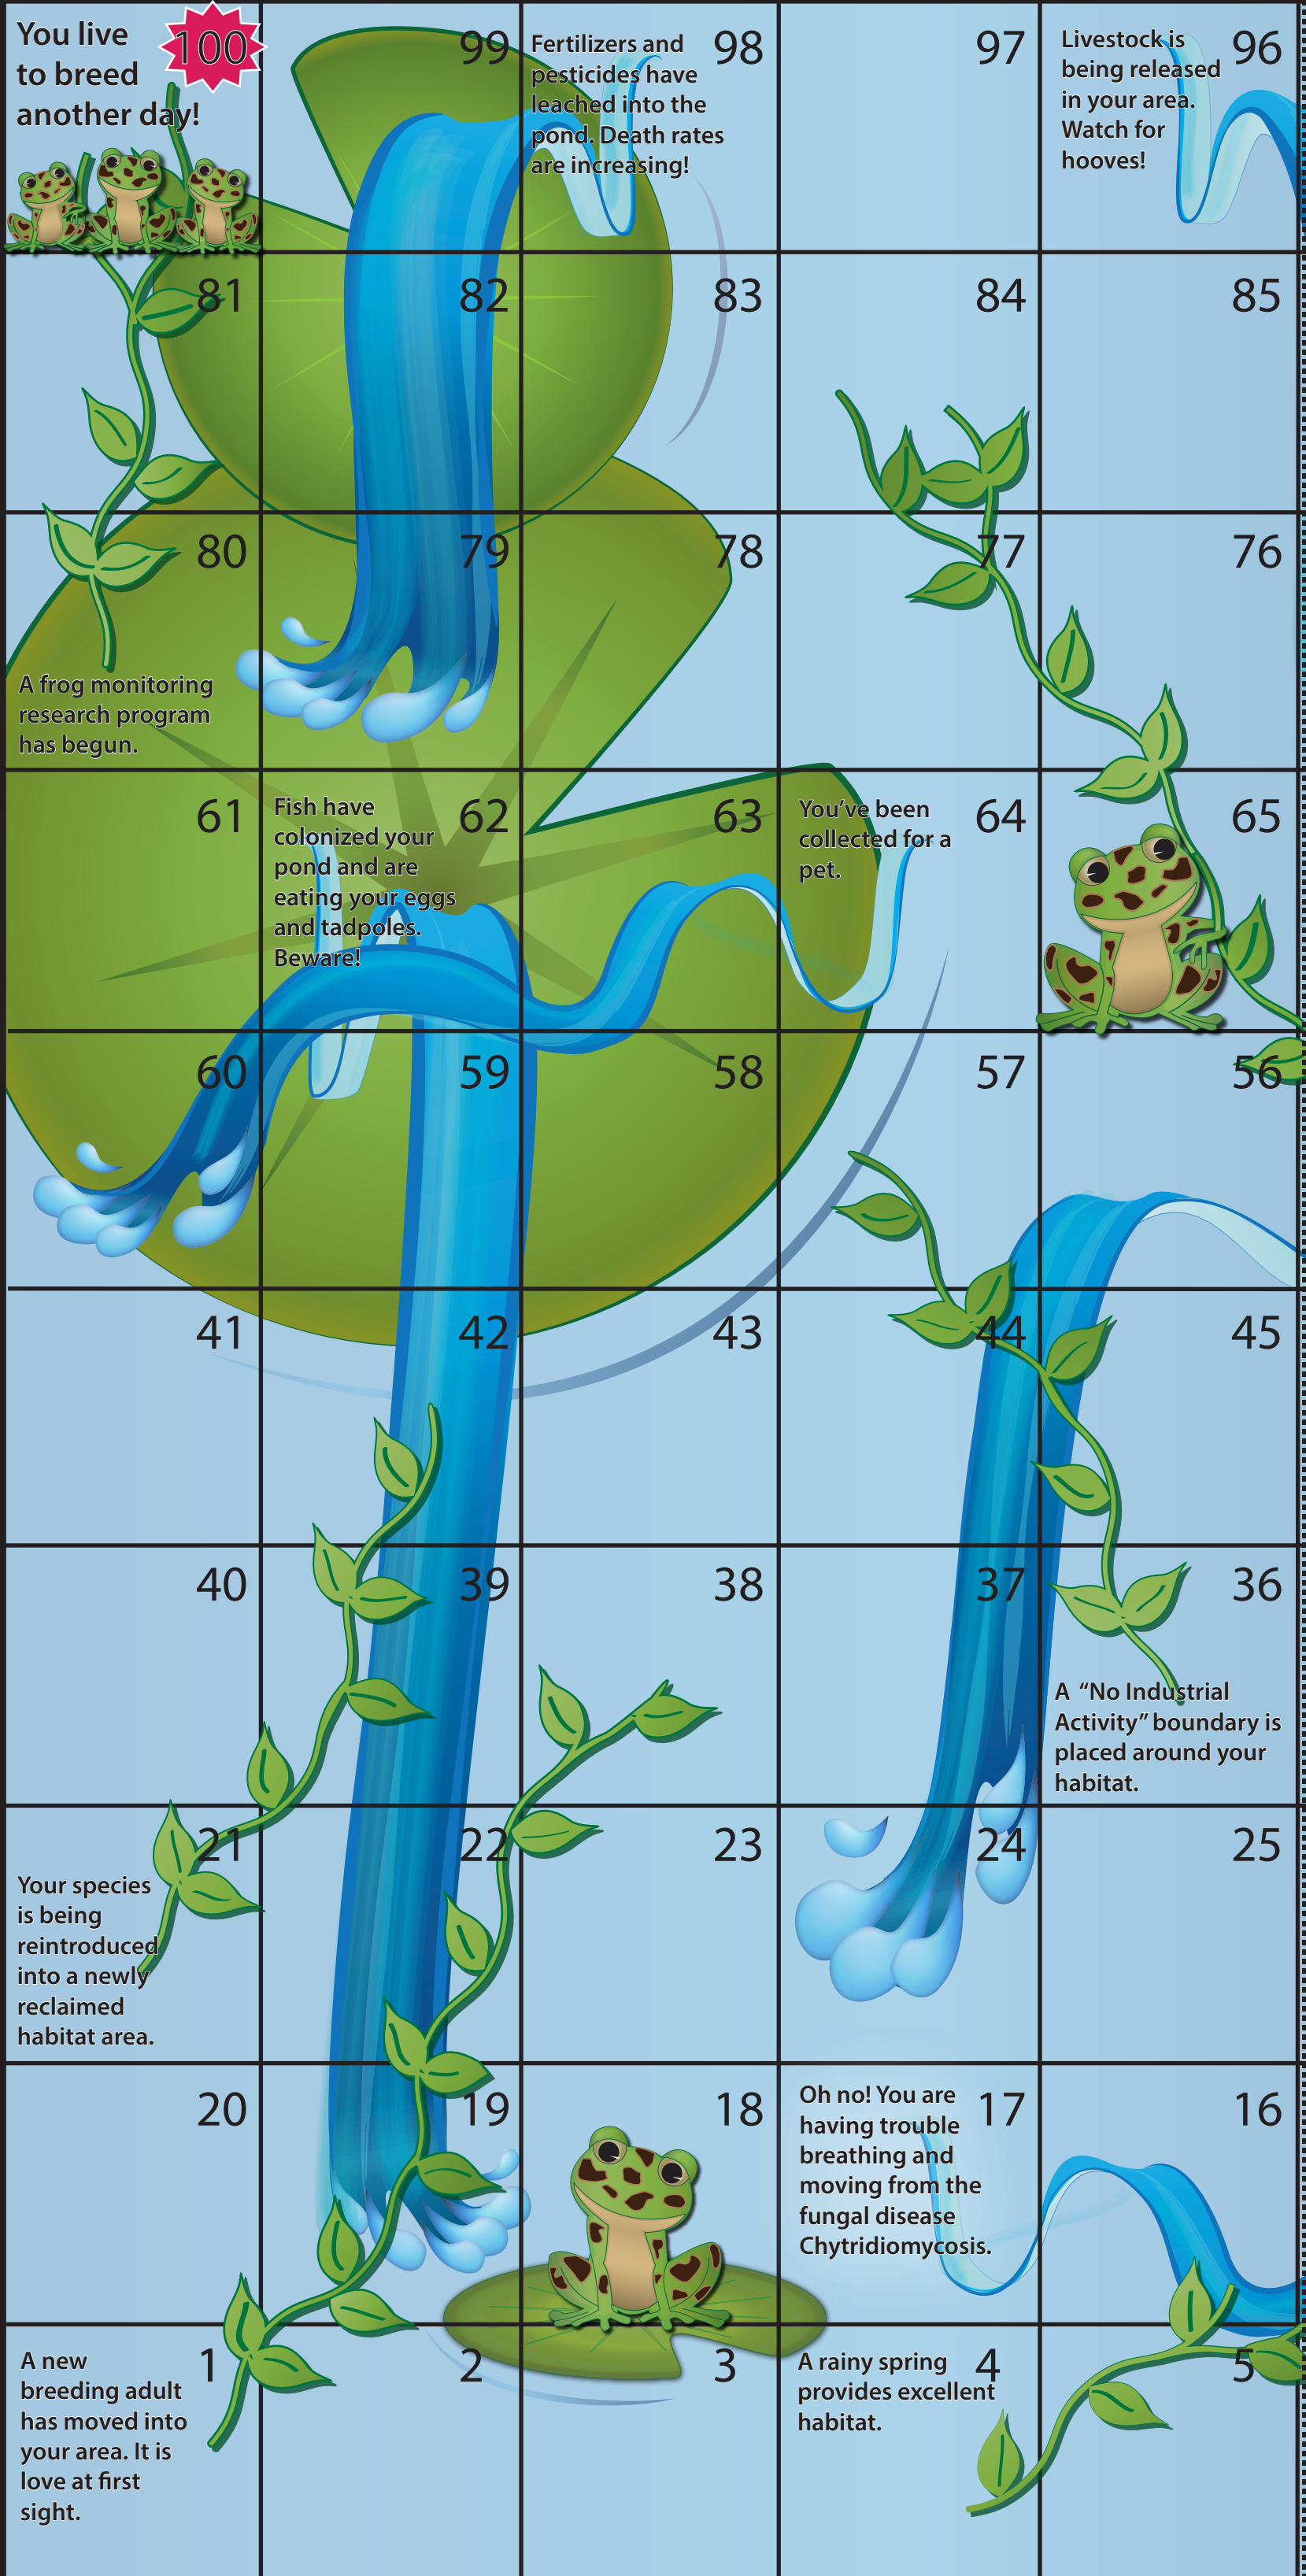 You live
to breed
another day!
100
99
Fertilizers and
pesticides have
leached into the
pond. Death rates
are increasing!
98
97
Livestock is
being released
in your area.
Watch for
hooves!
96
81
82
83
84
85
80
A frog monitoring
research program
has begun.
79
78
77
76
61
Fish have
colonized your
pond and are
eating your eggs
and tadpoles.
Beware!
62
63
You've been
collected for a
pet.
64
65
60
59
58
57
56
41
42
43
44
45
40
39
38
37
36
A "No Industrial
Activity" boundary is
placed around your
habitat.
21
Your species
is being
reintroduced
into a newly
reclaimed
habitat area.
22
23
24
25
20
19
18
Oh no! You are
having trouble
breathing and
moving from the
fungal disease
Chytridiomycosis.
17
16
A new
breeding adult
has moved into
your area. It is
love at first
sight.
1
2
3
A rainy spring
provides excellent
habitat.
4
5